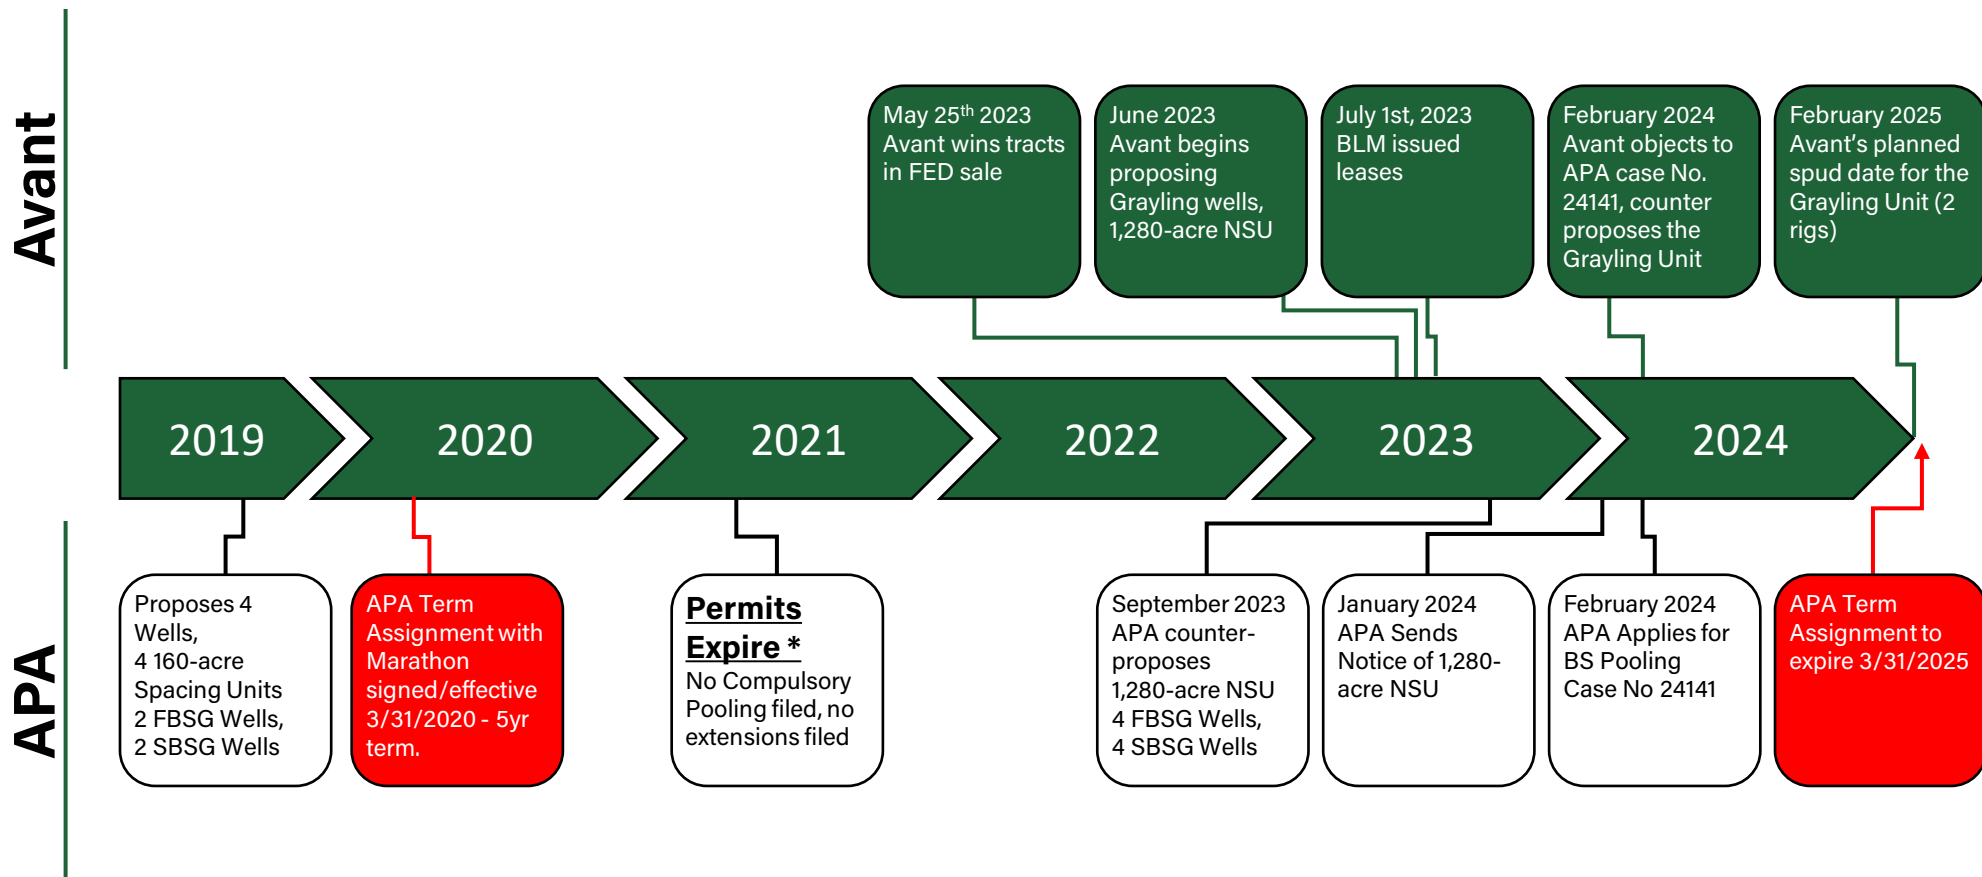 Avant
May 25th 2023
Avant wins tracts
in FED sale
June 2023
Avant begins
proposing
Grayling wells,
1,280-acre NSU
July 1st, 2023
BLM issued
leases
February 2024
Avant objects to
APA case No.
24141, counter
proposes the
Grayling Unit
February 2025
Avant’s planned
spud date for the
Grayling Unit (2
rigs)
2019
2020
2021
2022
2023
2024
APA
Proposes 4
Wells,
4 160-acre
Spacing Units
2 FBSG Wells,
2 SBSG Wells
APA Term
Assignment with
Marathon
signed/effective
3/31/2020 - 5yr
term.
Permits
Expire *
No Compulsory
Pooling filed, no
extensions filed
September 2023
APA counter-
proposes
1,280-acre NSU
4 FBSG Wells,
4 SBSG Wells
January 2024
APA Sends
Notice of 1,280-
acre NSU
February 2024
APA Applies for
BS Pooling
Case No 24141
APA Term
Assignment to
expire 3/31/2025